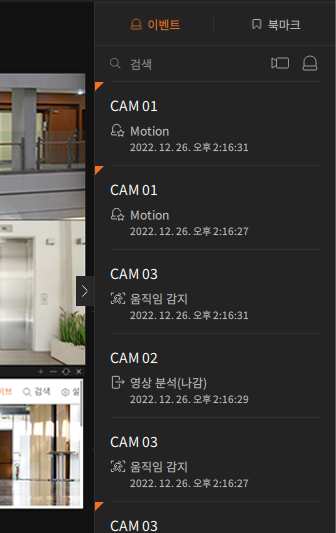 이벤트
북마크
검색
CAM 01
Motion
2022. 12. 26. 오후 2:16:31
CAM 01
Motion
2022. 12. 26. 오후 2:16:27
CAM 03
움직임 감지
2022. 12. 26. 오후 2:16:31
CAM 02
영상 분석(나감)
2022. 12. 26. 오후 2:16:29
CAM 03
움직임 감지
2022. 12. 26. 오후 2:16:27
CAM 03
이브
검색
설